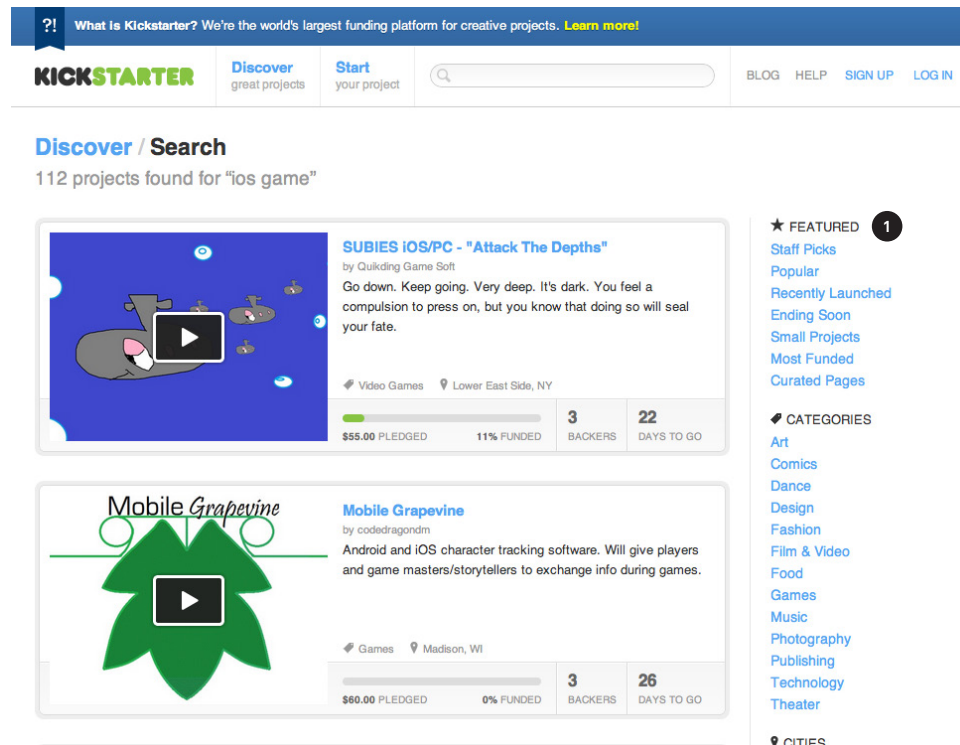 ?! What is Kickstarter? We're the world's largest funding platform for creative projects. Learn more!
KICKSTARTER
Discover
great projects
Start
your project
BLOG HELP SIGN UP LOG IN
Discover / Search
112 projects found for “ios game”
SUBIES iOS/PC - "Attack The Depths"
by Quikding Game Soft
Go down. Keep going. Very deep. It's dark. You feel a
compulsion to press on, but you know that doing so will seal
your fate.
Video Games Lower East Side, NY
$55.00 PLEDGED 11% FUNDED
3
BACKERS
22
DAYS TO GO
Mobile Grapevine
Mobile Grapevine
by codedragondm
Android and iOS character tracking software. Will give players
and game masters/storytellers to exchange info during games.
Games Madison, WI
$60.00 PLEDGED 0% FUNDED
3
BACKERS
26
DAYS TO GO
FEATURED 1
Staff Picks
Popular
Recently Launched
Ending Soon
Small Projects
Most Funded
Curated Pages
CATEGORIES
Art
Comics
Dance
Design
Fashion
Film & Video
Food
Games
Music
Photography
Publishing
Technology
Theater
CITIES